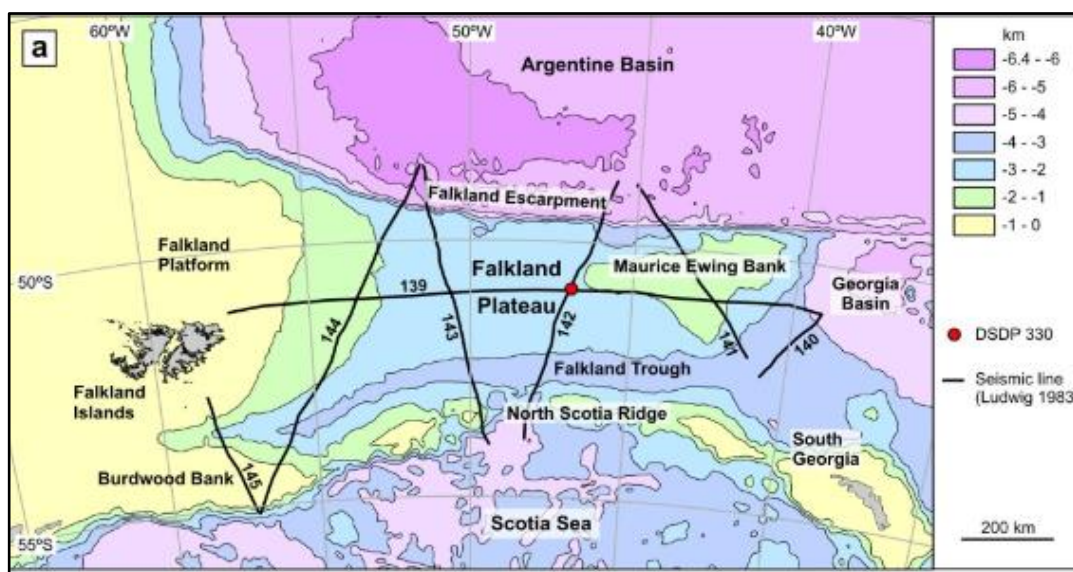 a
60ºW
50ºW
40ºW
Argentine Basin
Falkland Escarpment
Falkland
Platform
50ºS
Falkland
Plateau
Maurice Ewing Bank
Georgia
Basin
139
144
143
142
141
140
Falkland
Islands
Falkland Trough
North Scotia Ridge
South
Georgia
Burdwood Bank
145
Scotia Sea
55ºS
km
-6.4 - -6
-6 - -5
-5 - -4
-4 - -3
-3 - -2
-2 - -1
-1 - 0
DSDP 330
Seismic line
(Ludwig 1983
200 km